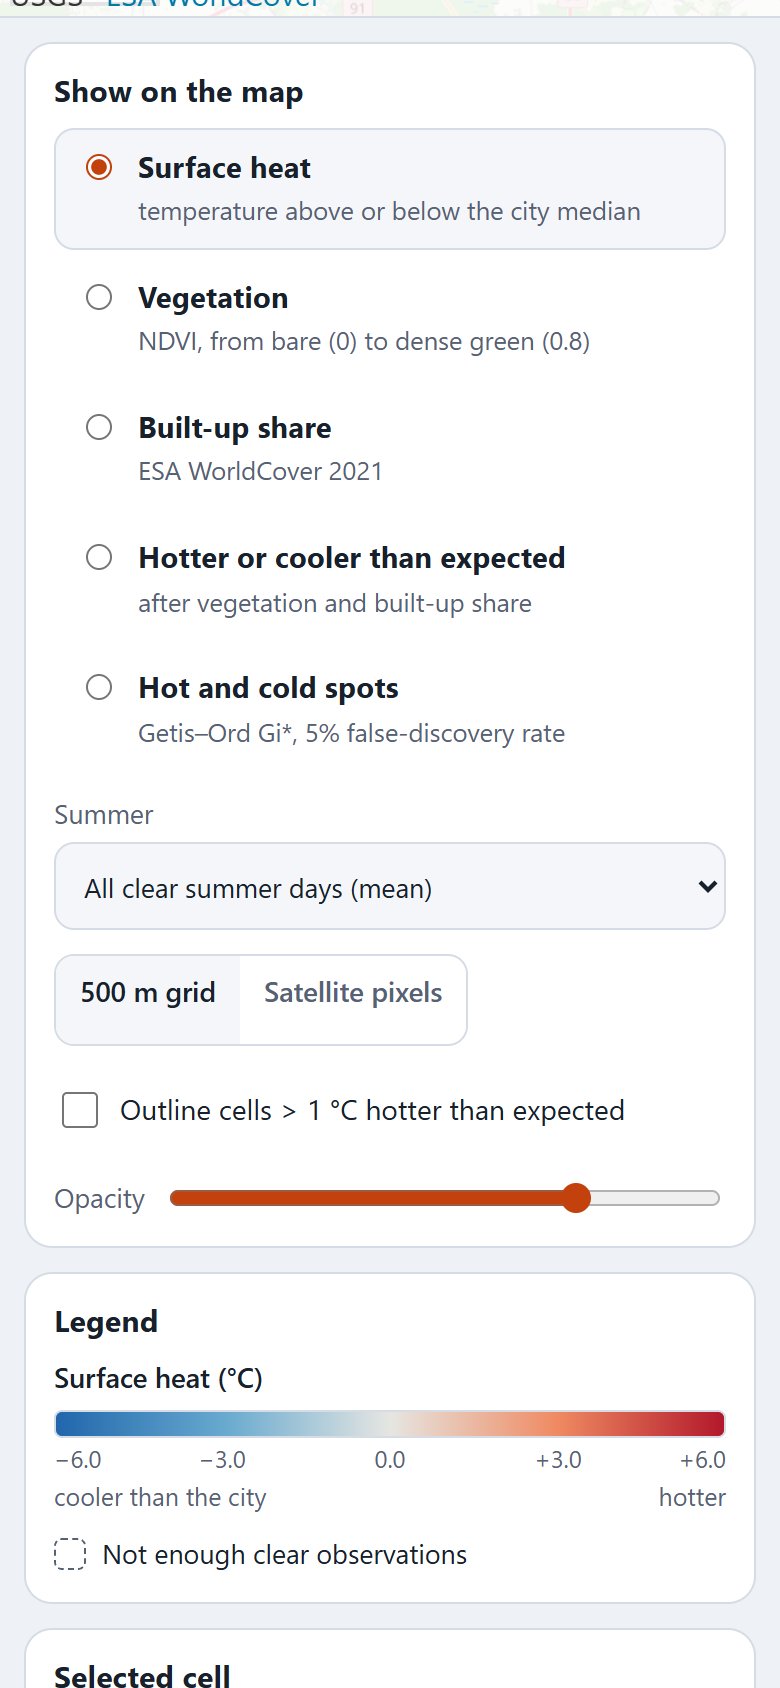 USGS ESA WorldCover
91
Show on the map
Surface heat
temperature above or below the city median
Vegetation
NDVI, from bare (0) to dense green (0.8)
Built-up share
ESA WorldCover 2021
Hotter or cooler than expected
after vegetation and built-up share
Hot and cold spots
Getis–Ord Gi*, 5% false-discovery rate
Summer
All clear summer days (mean)
500 m grid Satellite pixels
Outline cells > 1 °C hotter than expected
Opacity
Legend
Surface heat (°C)
−6.0 −3.0 0.0 +3.0 +6.0
cooler than the city hotter
Not enough clear observations
Selected cell